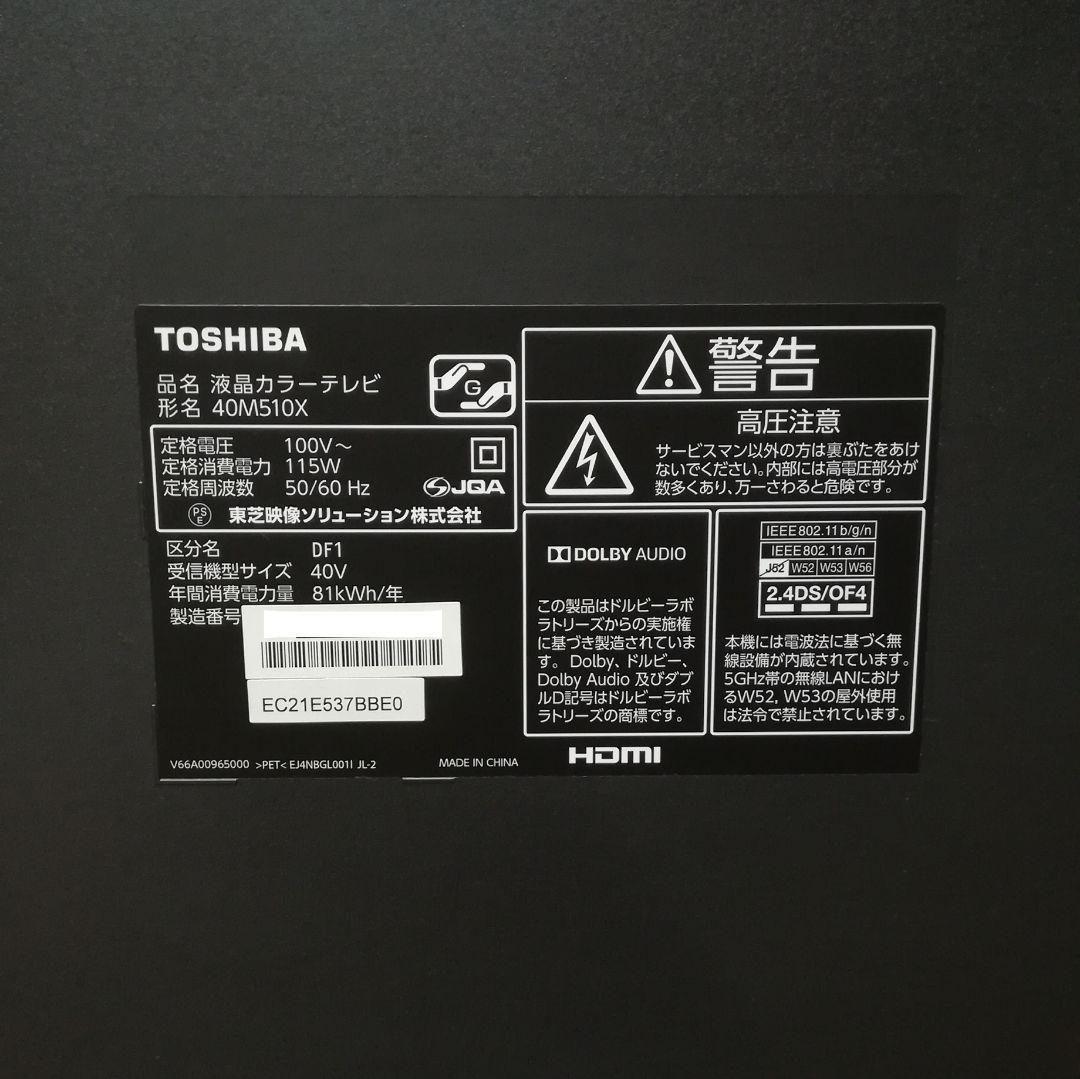 TOSHIBA
品名 液晶カラーテレビ
形名 40M510X
G
定格電圧 100V～
定格消費電力 115W
定格周波数 50/60 Hz
JQA
PS
E
東芝映像ソリューション株式会社
区分名 DF1
受信機型サイズ 40V
年間消費電力量 81kWh/年
製造番号
EC21E537BBE0
V66A00965000 >PET< EJ4NBGL001I JL-2
MADE IN CHINA
警告
高圧注意
サービスマン以外の方は裏ぶたをあけ
ないでください。内部には高電圧部分が
数多くあり、万一さわると危険です。
DOLBY AUDIO
この製品はドルビーラボ
ラトリーズからの実施権
に基づき製造されていま
す。Dolby、ドルビー、
Dolby Audio 及びダブ
ルD記号はドルビーラボ
ラトリーズの商標です。
IEEE802.11b/g/n
IEEE802.11a/n
J52 W52 W53 W56
2.4DS/OF4
本機には電波法に基づく無
線設備が内蔵されています。
5GHz帯の無線LANにおけ
るW52, W53の屋外使用
は法令で禁止されています。
HDMI